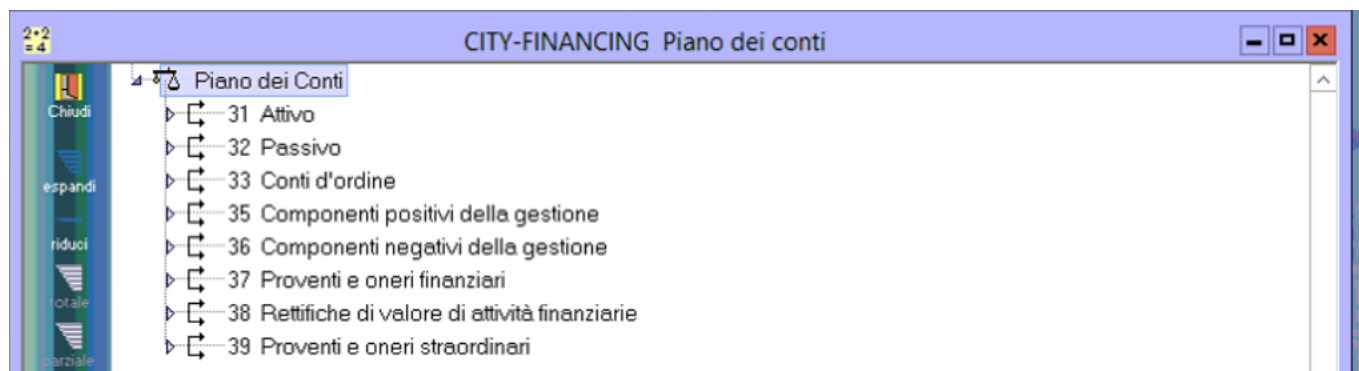 2+2
=4
CITY-FINANCING Piano dei conti
Chiudi
espandi
riduci
totale
parziale
Piano dei Conti
31 Attivo
32 Passivo
33 Conti d'ordine
35 Componenti positivi della gestione
36 Componenti negativi della gestione
37 Proventi e oneri finanziari
38 Rettifiche di valore di attività finanziarie
39 Proventi e oneri straordinari